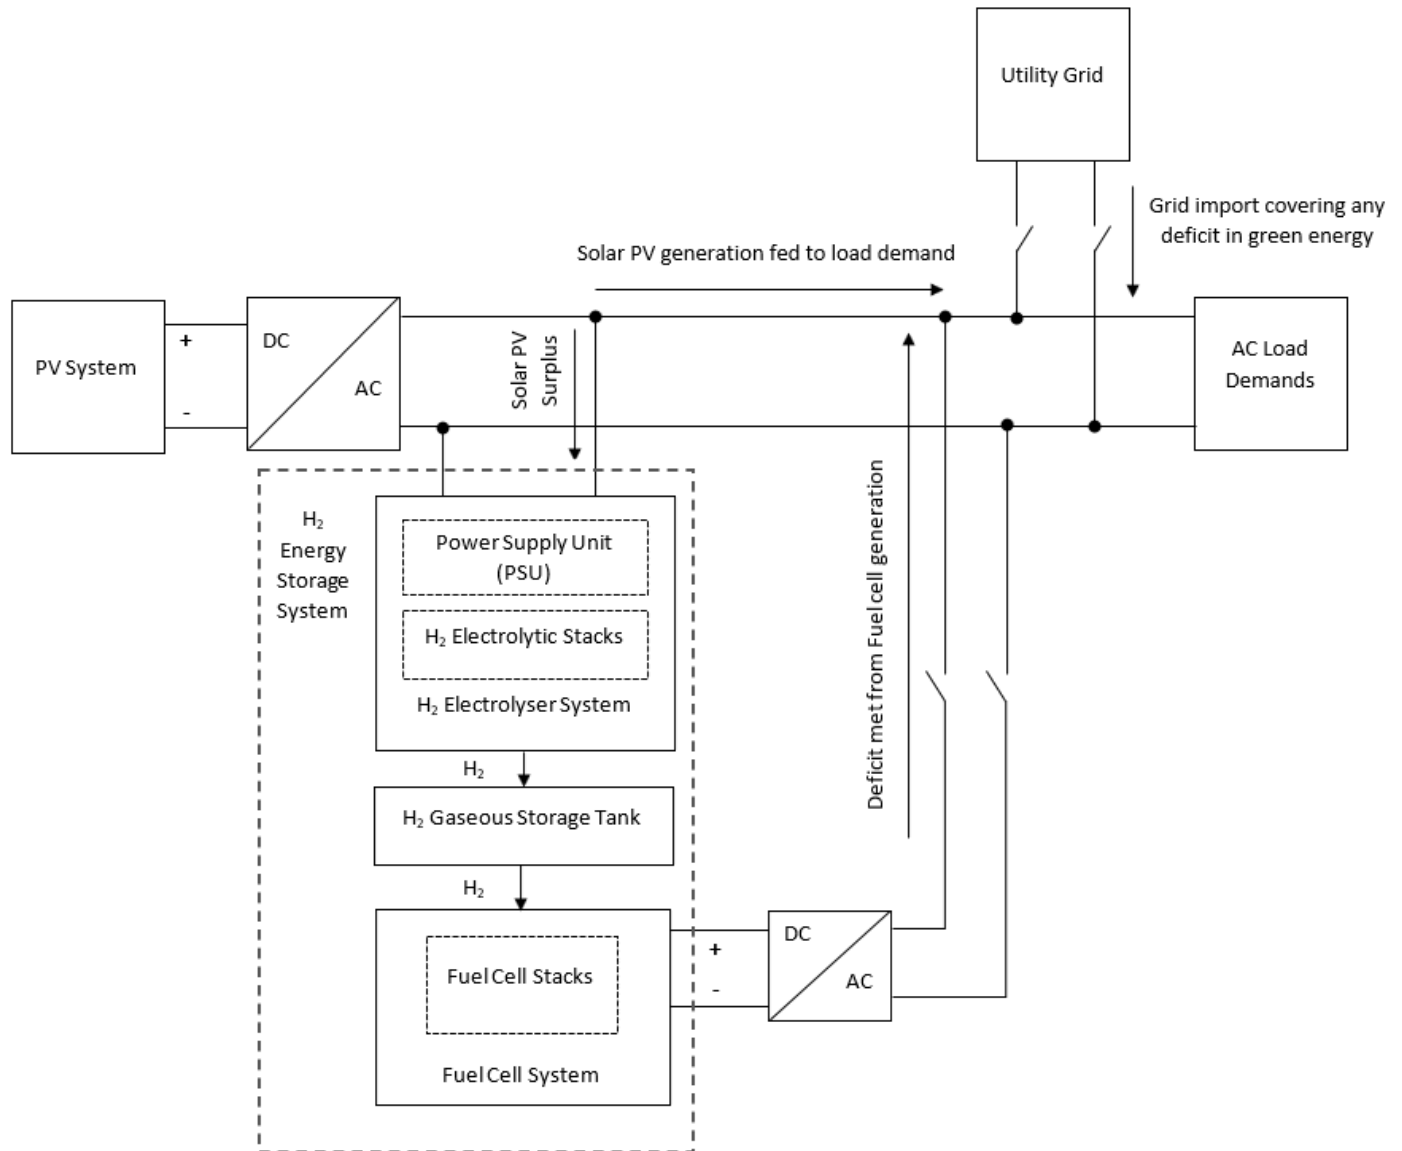 Utility Grid
Grid import covering any
deficit in green energy
Solar PV generation fed to load demand
PV System
+
-
DC
AC
Solar PV
Surplus
AC Load
Demands
H₂
Energy
Storage
System
Power Supply Unit
(PSU)
H₂ Electrolytic Stacks
H₂ Electrolyser System
Deficit met from Fuel cell generation
H₂
H₂ Gaseous Storage Tank
H₂
Fuel Cell Stacks
Fuel Cell System
+
-
DC
AC